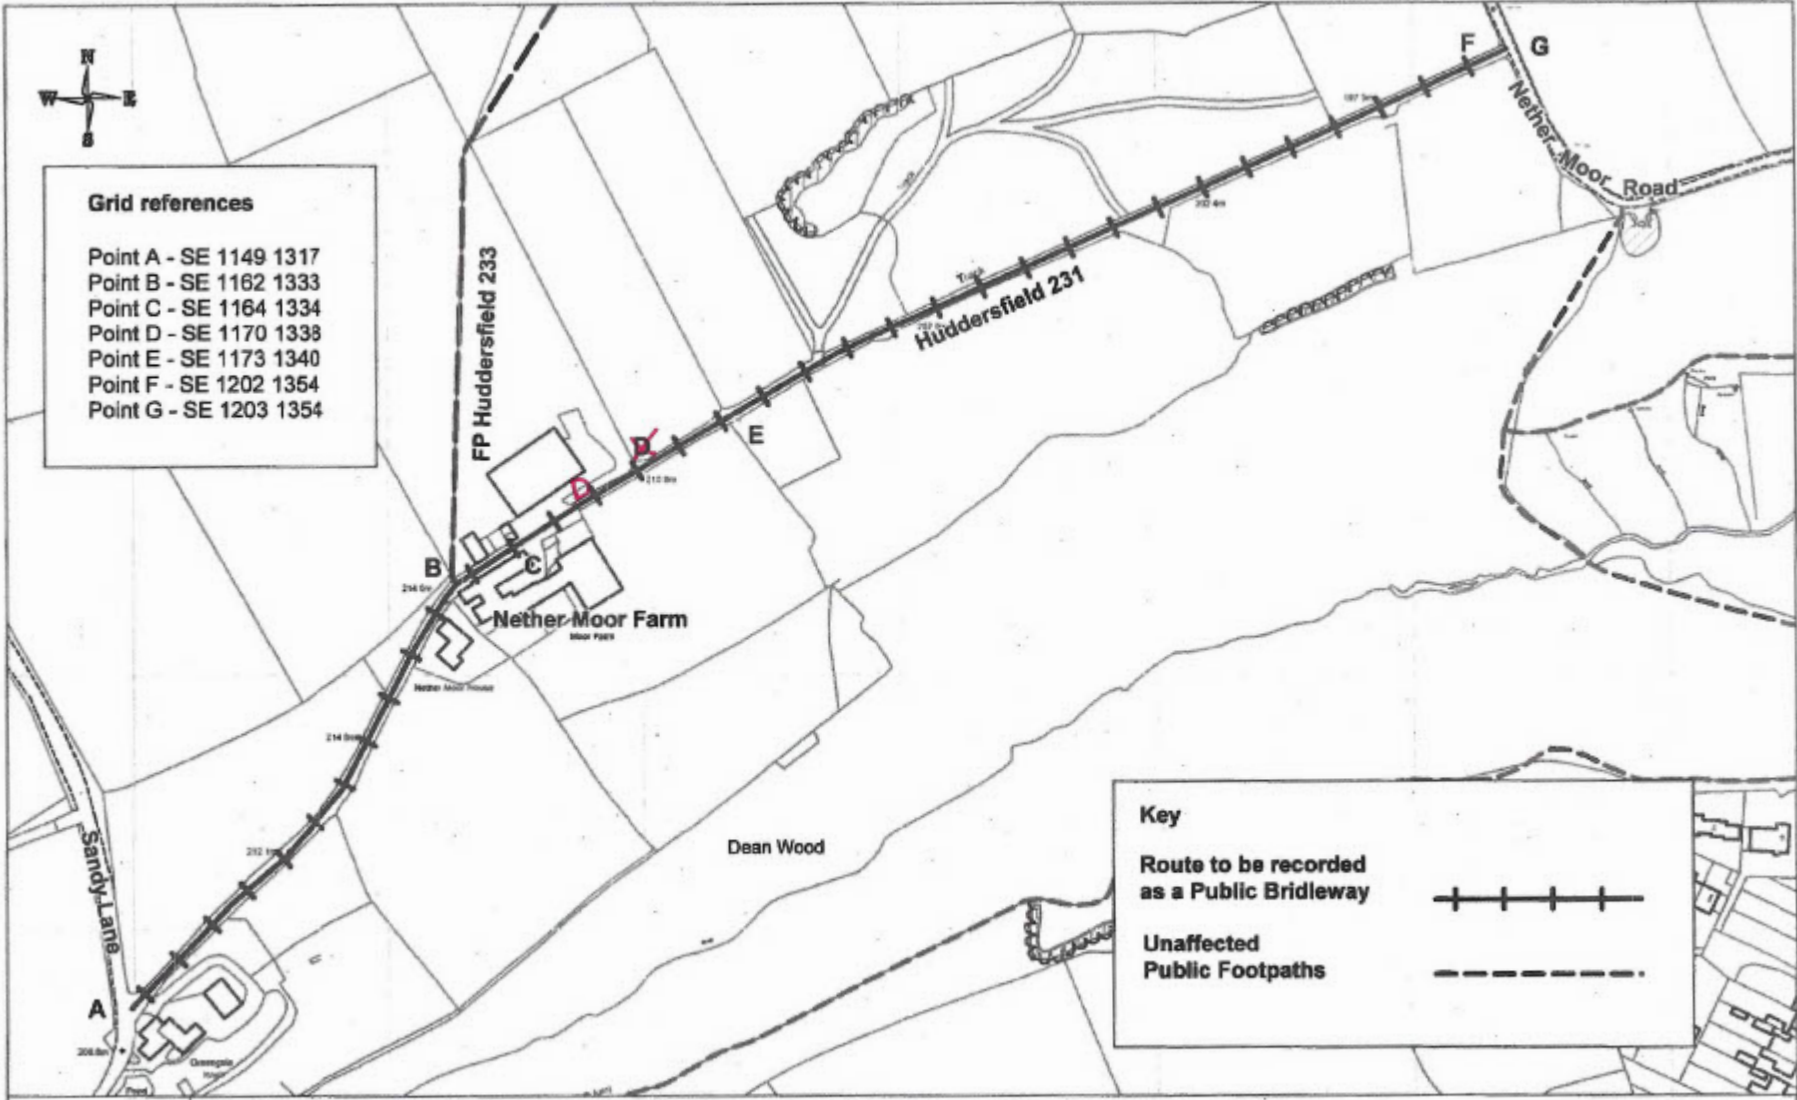 N
W E
S
Grid references
Point A - SE 1149 1317
Point B - SE 1162 1333
Point C - SE 1164 1334
Point D - SE 1170 1338
Point E - SE 1173 1340
Point F - SE 1202 1354
Point G - SE 1203 1354
FP Huddersfield 233
F
G
Nether Moor Road
Track
Huddersfield 231
D
E
D
B
C
Nether Moor Farm
Nether Moor House
Sandy Lane
Dean Wood
A
Pond
Key
Route to be recorded
as a Public Bridleway
Unaffected
Public Footpaths